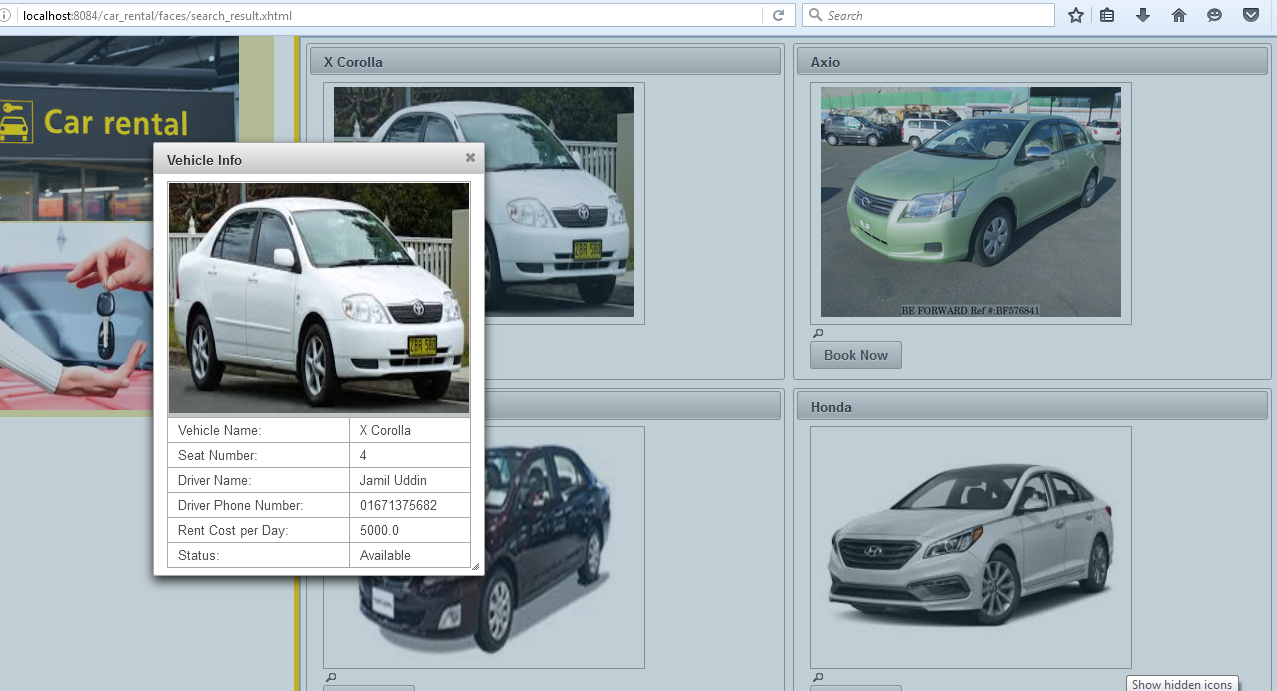 localhost:8084/car_rental/faces/search_result.xhtml
Search
Car rental
X Corolla
Axio
BE FORWARD Ref #:BF576841
Book Now
Honda
Vehicle Info
Vehicle Name: X Corolla
Seat Number: 4
Driver Name: Jamil Uddin
Driver Phone Number: 01671375682
Rent Cost per Day: 5000.0
Status: Available
Show hidden icons